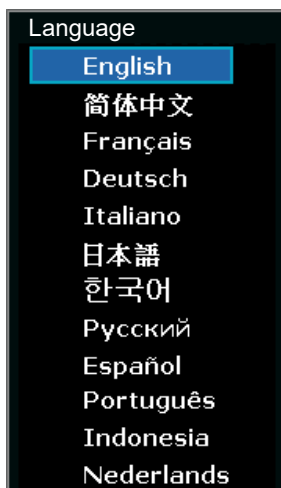 Language
English
简体中文
Français
Deutsch
Italiano
日本語
한국어
Русский
Español
Português
Indonesia
Nederlands